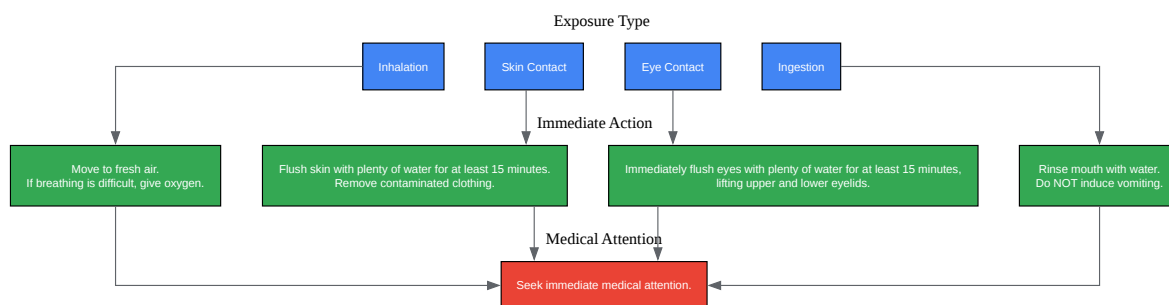 Exposure Type
Inhalation
Skin Contact
Eye Contact
Ingestion
Immediate Action
Move to fresh air.
If breathing is difficult, give oxygen.
Flush skin with plenty of water for at least 15 minutes.
Remove contaminated clothing.
Immediately flush eyes with plenty of water for at least 15 minutes,
lifting upper and lower eyelids.
Rinse mouth with water.
Do NOT induce vomiting.
Medical Attention
Seek immediate medical attention.